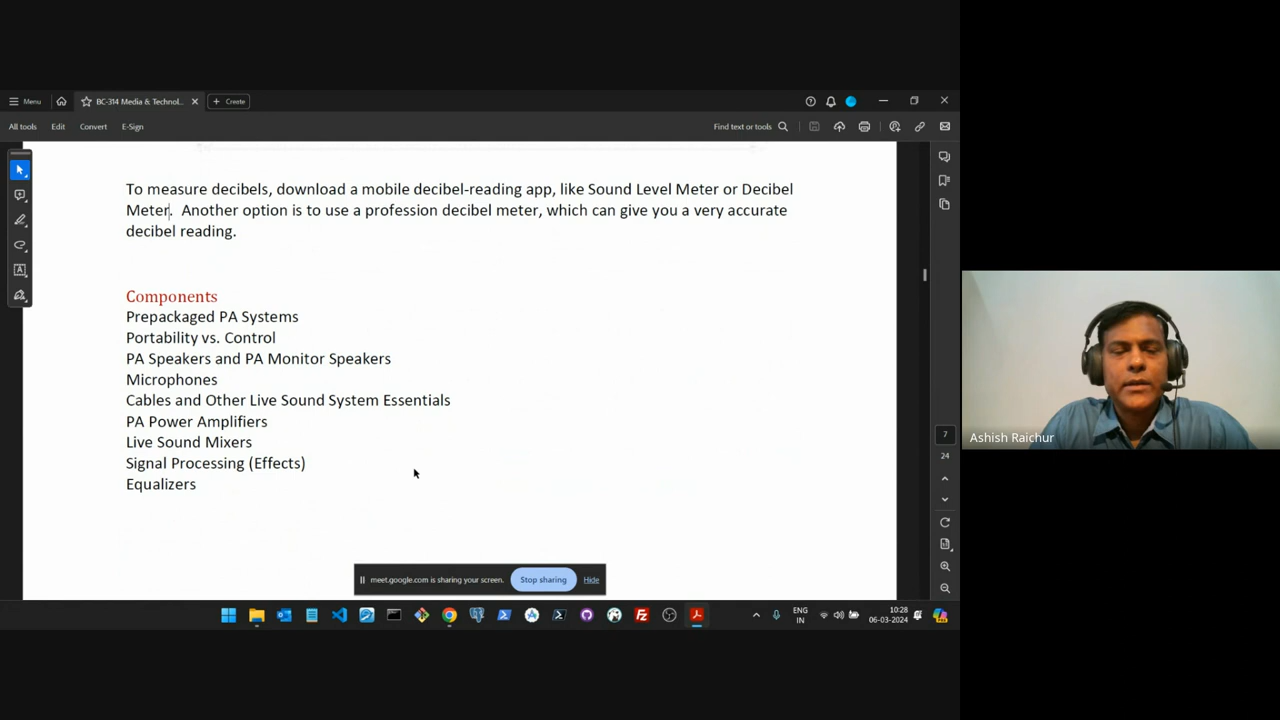 Menu
BC-314 Media & Technol...
Create
All tools
Edit
Convert
E-Sign
Find text or tools
To measure decibels, download a mobile decibel-reading app, like Sound Level Meter or Decibel
Meter. Another option is to use a profession decibel meter, which can give you a very accurate
decibel reading.
Components
Prepackaged PA Systems
Portability vs. Control
PA Speakers and PA Monitor Speakers
Microphones
Cables and Other Live Sound System Essentials
PA Power Amplifiers
Live Sound Mixers
Signal Processing (Effects)
Equalizers
7
24
Ashish Raichur
meet.google.com is sharing your screen.
Stop sharing
Hide
ENG
IN
10:28
06-03-2024